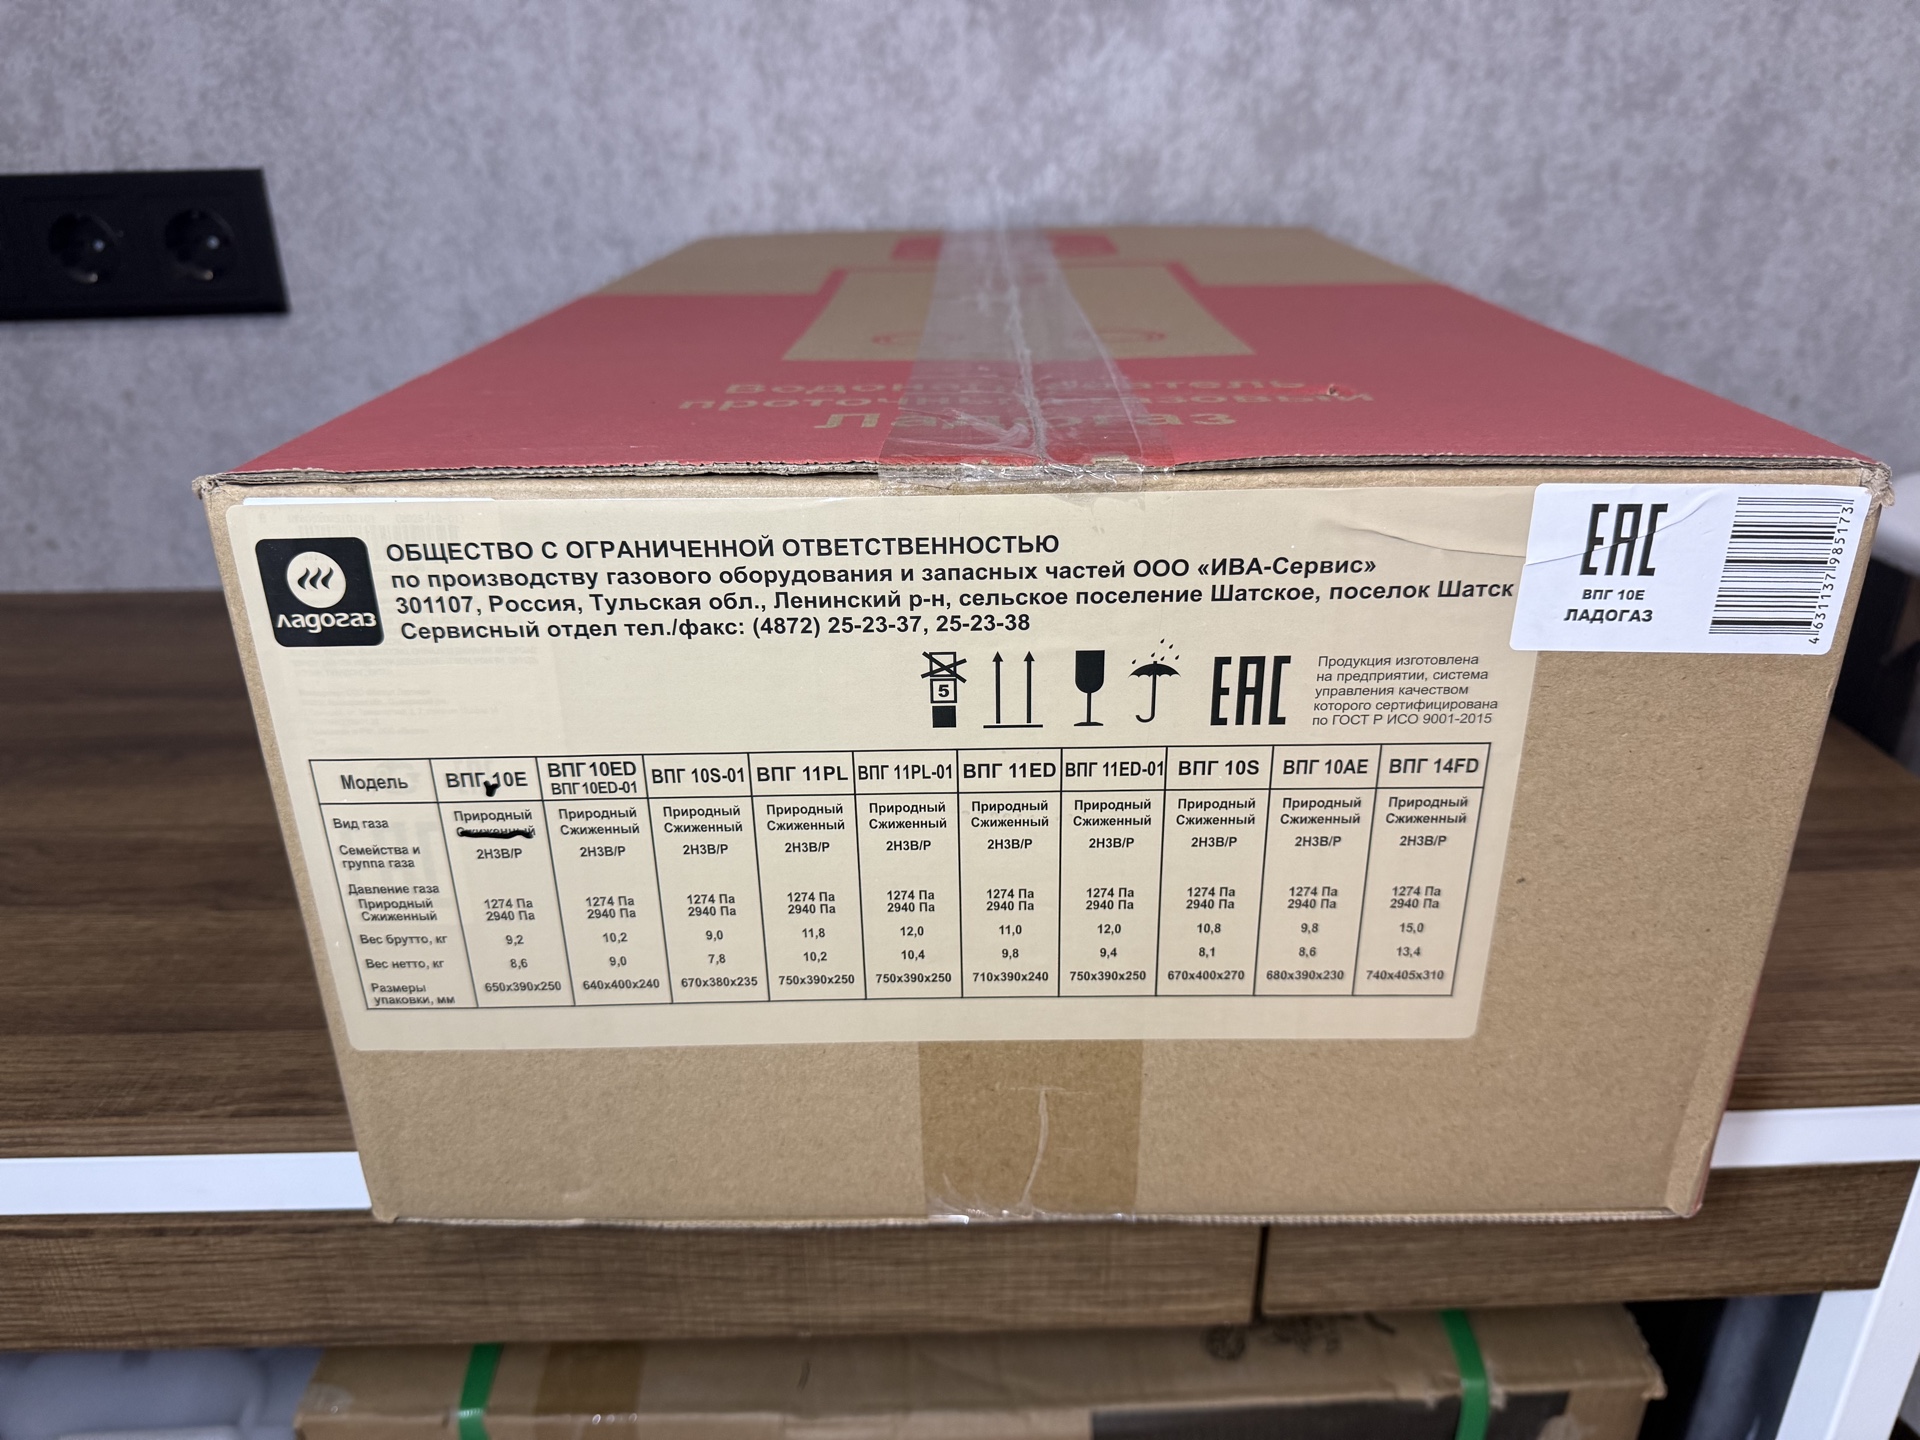 Водонагреватель
проточный газовый
Ладогаз
ладогаз
ОБЩЕСТВО С ОГРАНИЧЕННОЙ ОТВЕТСТВЕННОСТЬЮ
по производству газового оборудования и запасных частей ООО «ИВА-Сервис»
301107, Россия, Тульская обл., Ленинский р-н, сельское поселение Шатское, поселок Шатск
Сервисный отдел тел./факс: (4872) 25-23-37, 25-23-38
EAC
ВПГ 10Е
ЛАДОГАЗ
4631137985173
5
EAC
Продукция изготовлена
на предприятии, система
управления качеством
которого сертифицирована
по ГОСТ Р ИСО 9001-2015
Модель ВПГ 10E ВПГ 10ED ВПГ 10ED-01 ВПГ 10S-01 ВПГ 11PL ВПГ 11PL-01 ВПГ 11ED ВПГ 11ED-01 ВПГ 10S ВПГ 10AE ВПГ 14FD
Вид газа Природный Природный Природный Природный Природный Природный Природный Природный Природный Природный
Сжиженный Сжиженный Сжиженный Сжиженный Сжиженный Сжиженный Сжиженный Сжиженный Сжиженный Сжиженный
Семейства и
группа газа 2Н3В/Р 2Н3В/Р 2Н3В/Р 2Н3В/Р 2Н3В/Р 2Н3В/Р 2Н3В/Р 2Н3В/Р 2Н3В/Р 2Н3В/Р
Давление газа
Природный 1274 Па 1274 Па 1274 Па 1274 Па 1274 Па 1274 Па 1274 Па 1274 Па 1274 Па 1274 Па
Сжиженный 2940 Па 2940 Па 2940 Па 2940 Па 2940 Па 2940 Па 2940 Па 2940 Па 2940 Па 2940 Па
Вес брутто, кг 9,2 10,2 9,0 11,8 12,0 11,0 12,0 10,8 9,8 15,0
Вес нетто, кг 8,6 9,0 7,8 10,2 10,4 9,8 9,4 8,1 8,6 13,4
Размеры
упаковки, мм 650х390х250 640х400х240 670х380х235 750х390х250 750х390х250 710х390х240 750х390х250 670х400х270 680х390х230 740х405х310